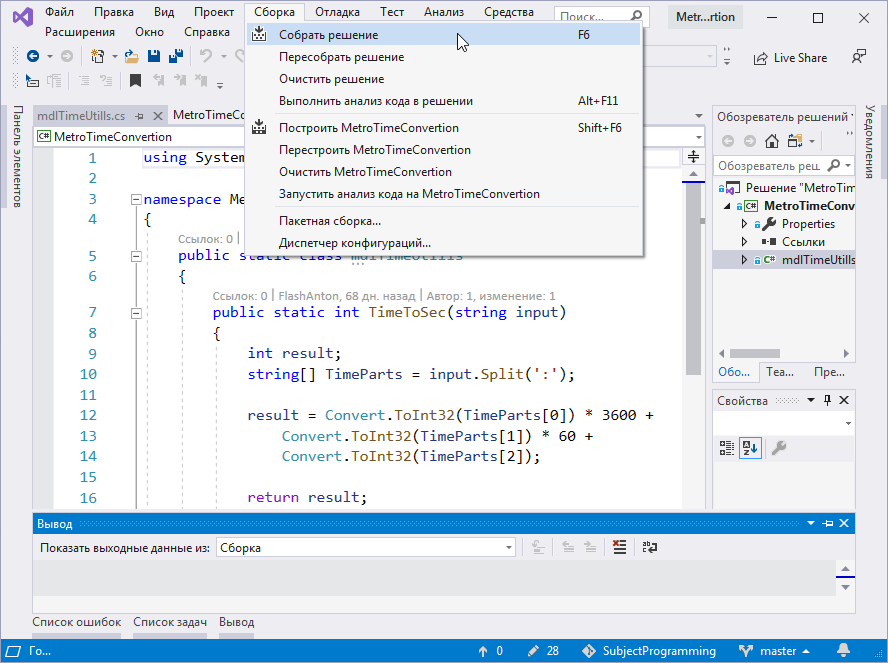 Файл Правка Вид Проект Сборка Отладка Тест Анализ Средства Поиск... Metr...rtion
Расширения Окно Справка
Live Share
Собрать решение F6
Пересобрать решение
Очистить решение
Выполнить анализ кода в решении Alt+F11
Построить MetroTimeConvertion Shift+F6
Перестроить MetroTimeConvertion
Очистить MetroTimeConvertion
Запустить анализ кода на MetroTimeConvertion
Пакетная сборка...
Диспетчер конфигураций...
Панель элементов
mdlTimeUtills.cs MetroTimeCo
MetroTimeConvertion
1 using System
2
3 namespace Me
4 {
Ссылок: 0 |
5 public static class mdlTimeUtills
6 {
Ссылок: 0 | FlashAnton, 68 дн. назад | Автор: 1, изменение: 1
7 public static int TimeToSec(string input)
8 {
9 int result;
10 string[] TimeParts = input.Split(':');
11
12 result = Convert.ToInt32(TimeParts[0]) * 3600 +
13 Convert.ToInt32(TimeParts[1]) * 60 +
14 Convert.ToInt32(TimeParts[2]);
15
16 return result;
Обозреватель решений
Обозреватель реш.
Решение "MetroTim
MetroTimeConv
Properties
Ссылки
C# mdlTimeUtills
Обо... Теа... Пре...
Свойства
Уведомления
Вывод
Показать выходные данные из: Сборка
Список ошибок Список задач Вывод
Го... 0 28 SubjectProgramming master